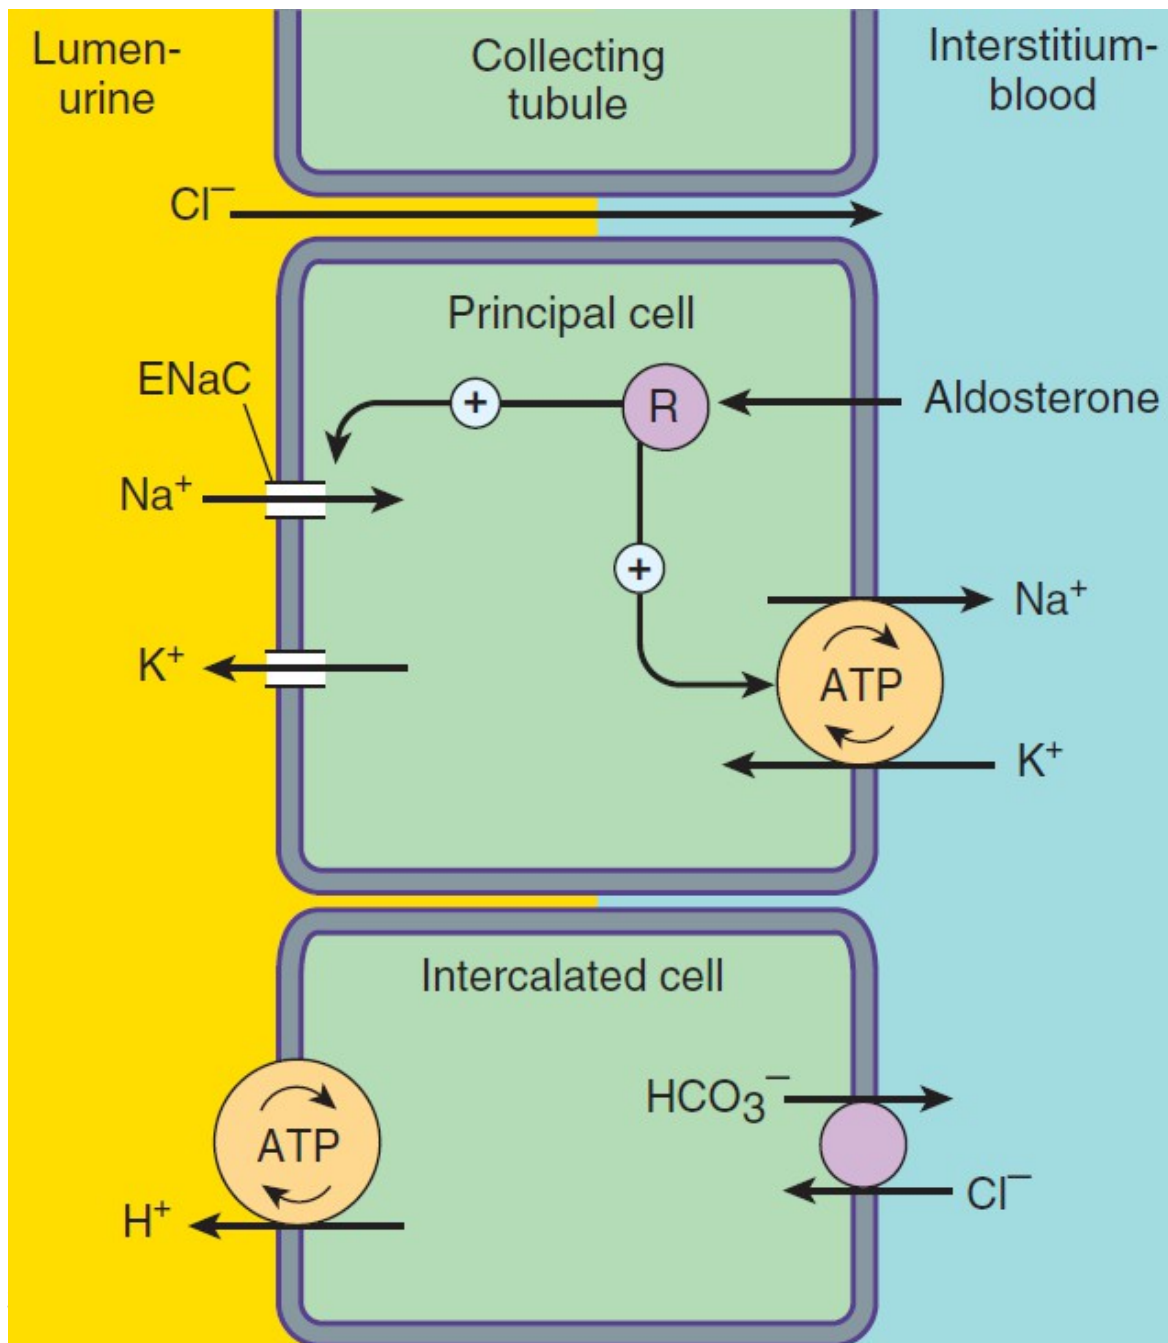 Lumen-
urine
Collecting
tubule
Interstitium-
blood
Cl⁻
Principal cell
ENaC
R
Aldosterone
+
Na⁺
+
Na⁺
K⁺
ATP
K⁺
Intercalated cell
HCO₃⁻
ATP
Cl⁻
H⁺